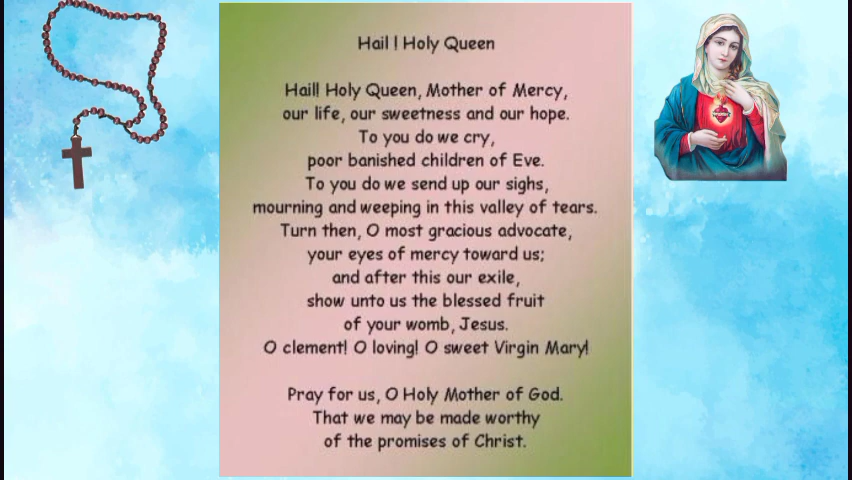 Hail ! Holy Queen
Hail! Holy Queen, Mother of Mercy,
our life, our sweetness and our hope.
To you do we cry,
poor banished children of Eve.
To you do we send up our sighs,
mourning and weeping in this valley of tears.
Turn then, O most gracious advocate,
your eyes of mercy toward us;
and after this our exile,
show unto us the blessed fruit
of your womb, Jesus.
O clement! O loving! O sweet Virgin Mary!
Pray for us, O Holy Mother of God.
That we may be made worthy
of the promises of Christ.